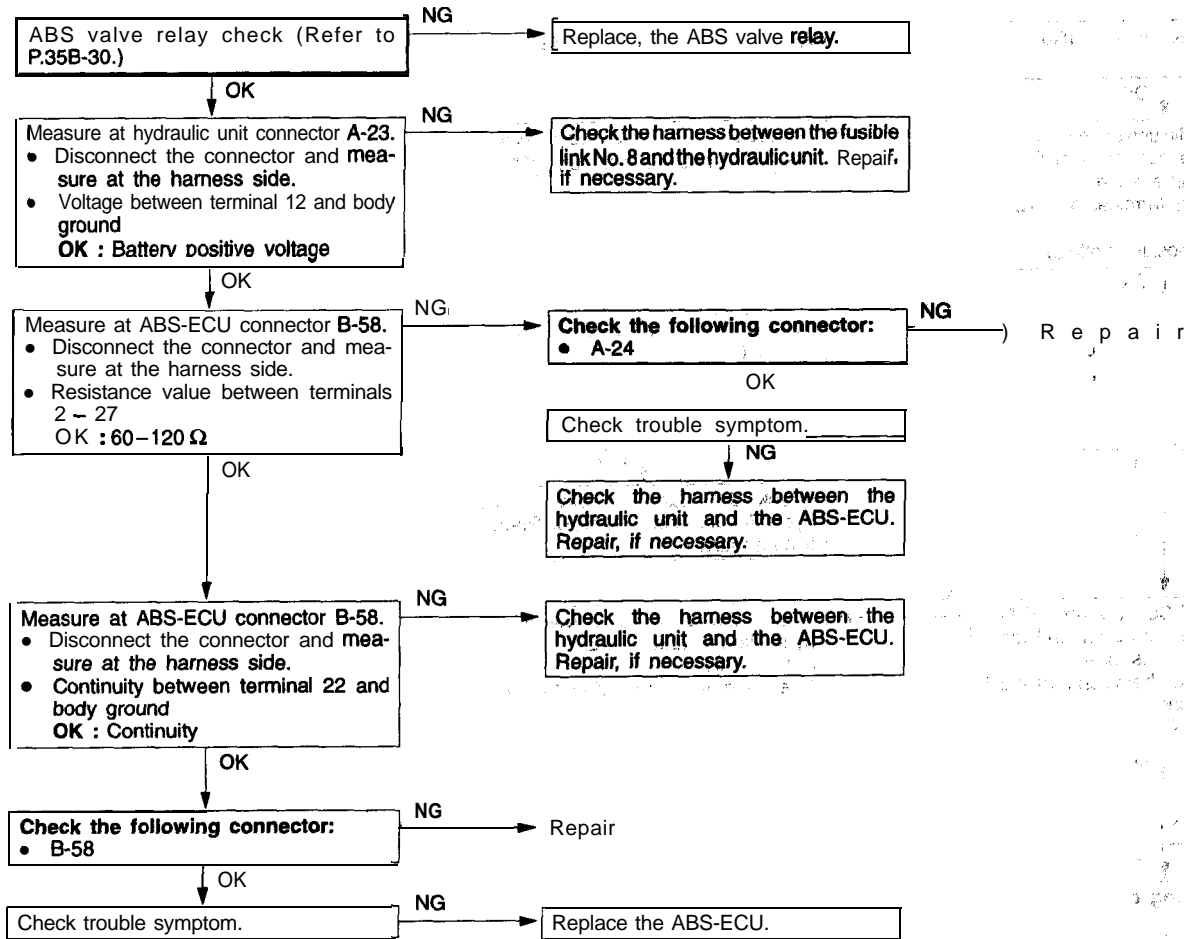 ABS valve relay check (Refer to
P.35B-30.)
NG
Replace, the ABS valve relay.
OK
Measure at hydraulic unit connector A-23.
• Disconnect the connector and mea-
sure at the harness side.
• Voltage between terminal 12 and body
ground
OK : Battery positive voltage
NG
Check the harness between the fusible
link No. 8 and the hydraulic unit. Repair,
if necessary.
OK
Measure at ABS-ECU connector B-58.
• Disconnect the connector and mea-
sure at the harness side.
• Resistance value between terminals
2 – 27
OK : 60–120 Ω
NG
Check the following connector:
• A-24
NG
) Repair
OK
Check trouble symptom.
NG
Check the harness between the
hydraulic unit and the ABS-ECU.
Repair, if necessary.
OK
Measure at ABS-ECU connector B-58.
• Disconnect the connector and mea-
sure at the harness side.
• Continuity between terminal 22 and
body ground
OK : Continuity
NG
Check the harness between the
hydraulic unit and the ABS-ECU.
Repair, if necessary.
OK
Check the following connector:
• B-58
NG
Repair
OK
Check trouble symptom.
NG
Replace the ABS-ECU.